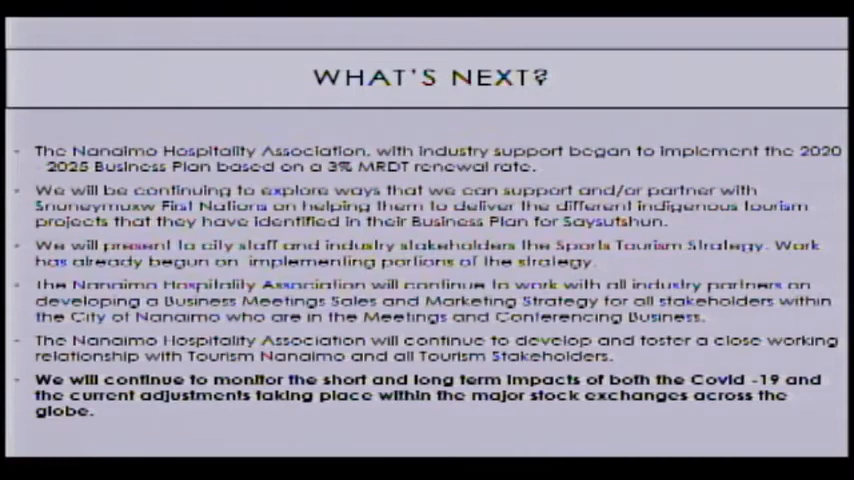 WHAT'S NEXT?
- The Nanaimo Hospitality Association, with industry support began to implement the 2020
- 2025 Business Plan based on a 3% MRDT renewal rate.
- We will be continuing to explore ways that we can support and/or partner with
Snuneymuxw First Nations on helping them to deliver the different indigenous tourism
projects that they have identified in their Business Plan for Saysutshun.
- We will present to city staff and industry stakeholders the Sports Tourism Strategy. Work
has already begun on implementing portions of the strategy.
- The Nanaimo Hospitality Association will continue to work with all industry partners on
developing a Business Meetings Sales and Marketing Strategy for all stakeholders within
the City of Nanaimo who are in the Meetings and Conferencing Business.
- The Nanaimo Hospitality Association will continue to develop and foster a close working
relationship with Tourism Nanaimo and all Tourism Stakeholders.
- We will continue to monitor the short and long term impacts of both the Covid -19 and
the current adjustments taking place within the major stock exchanges across the
globe.